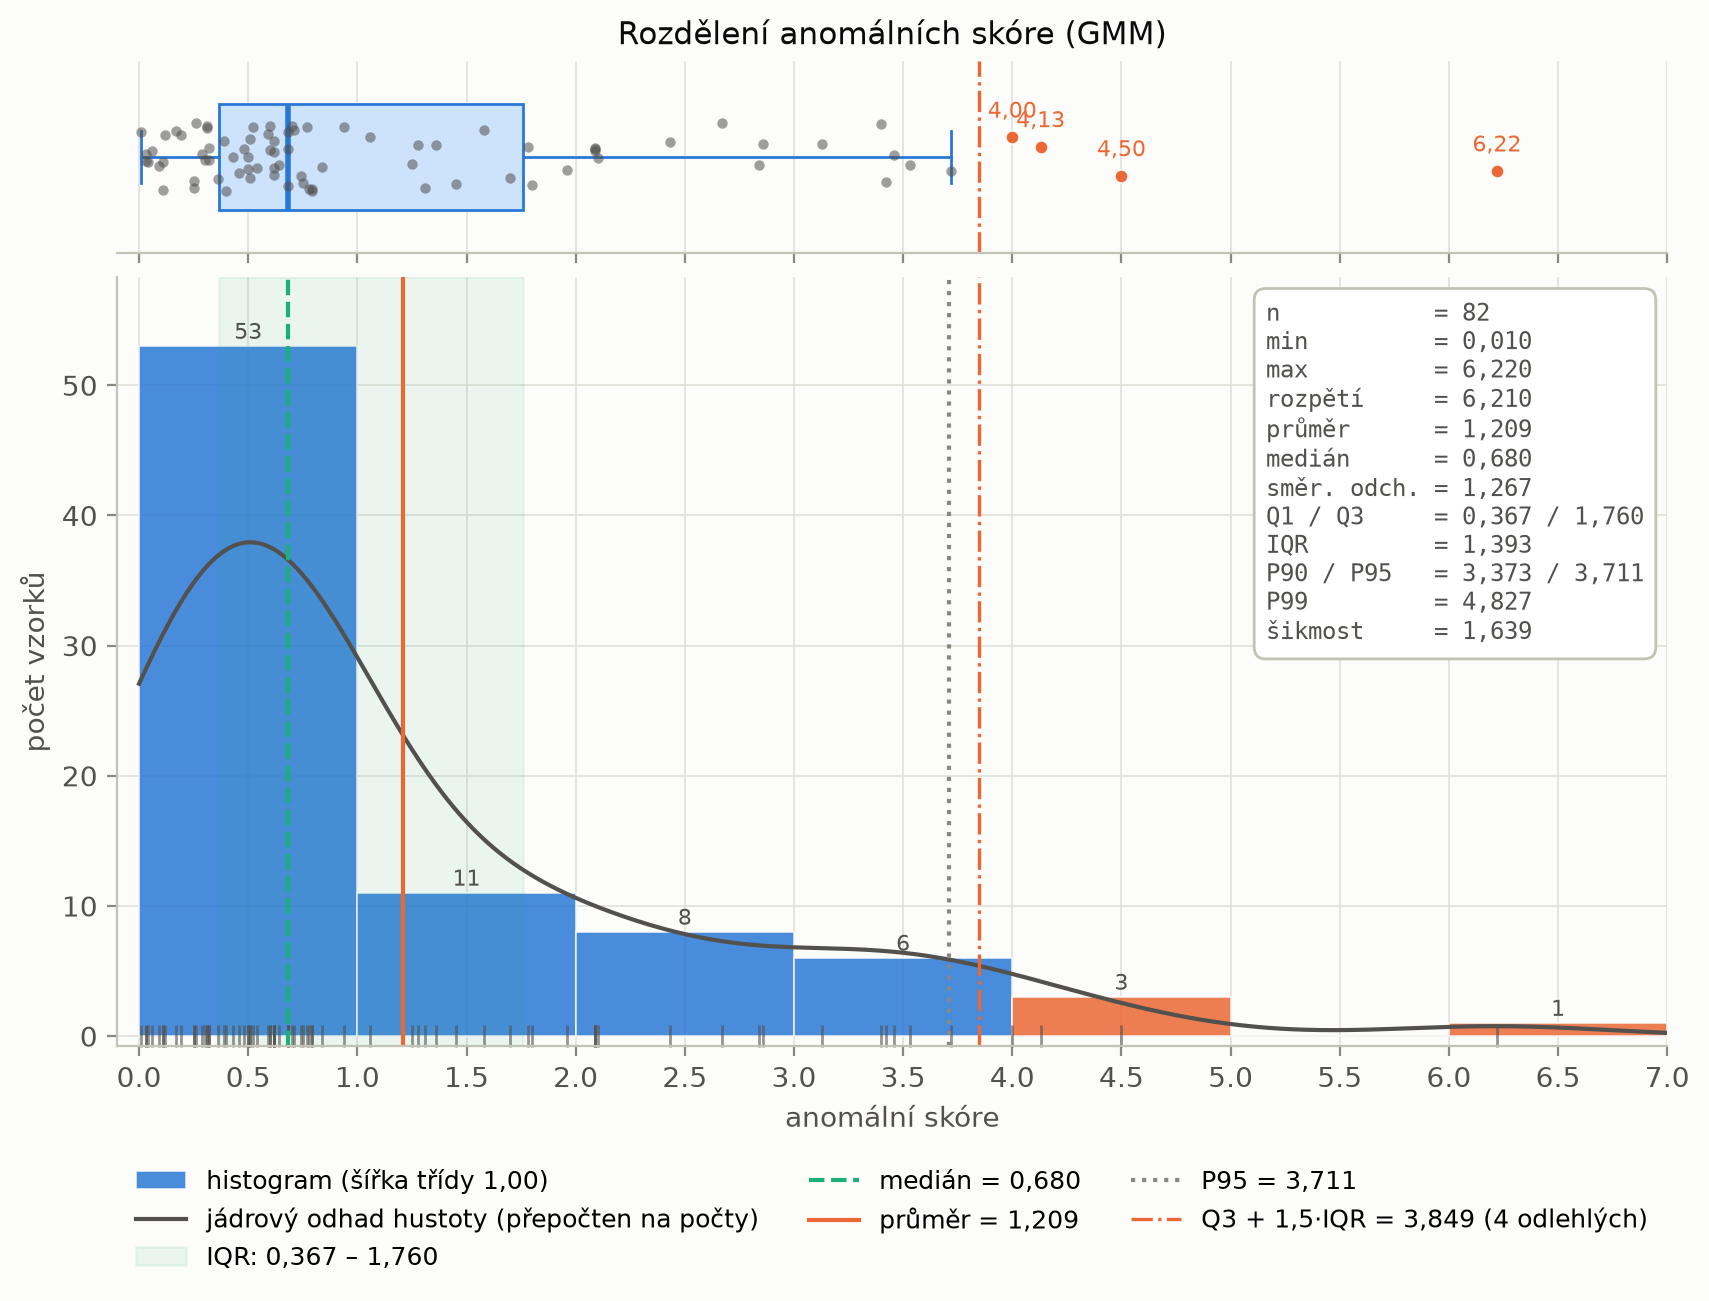 Rozdělení anomálních skóre (GMM)
4,00
4,13
4,50
6,22
53
11
8
6
3
1
n = 82
min = 0,010
max = 6,220
rozpětí = 6,210
průměr = 1,209
medián = 0,680
směr. odch. = 1,267
Q1 / Q3 = 0,367 / 1,760
IQR = 1,393
P90 / P95 = 3,373 / 3,711
P99 = 4,827
šikmost = 1,639
počet vzorků
50
40
30
20
10
0
0.0 0.5 1.0 1.5 2.0 2.5 3.0 3.5 4.0 4.5 5.0 5.5 6.0 6.5 7.0
anomální skóre
histogram (šířka třídy 1,00)
jádrový odhad hustoty (přepočten na počty)
IQR: 0,367 – 1,760
medián = 0,680
průměr = 1,209
P95 = 3,711
Q3 + 1,5·IQR = 3,849 (4 odlehlých)